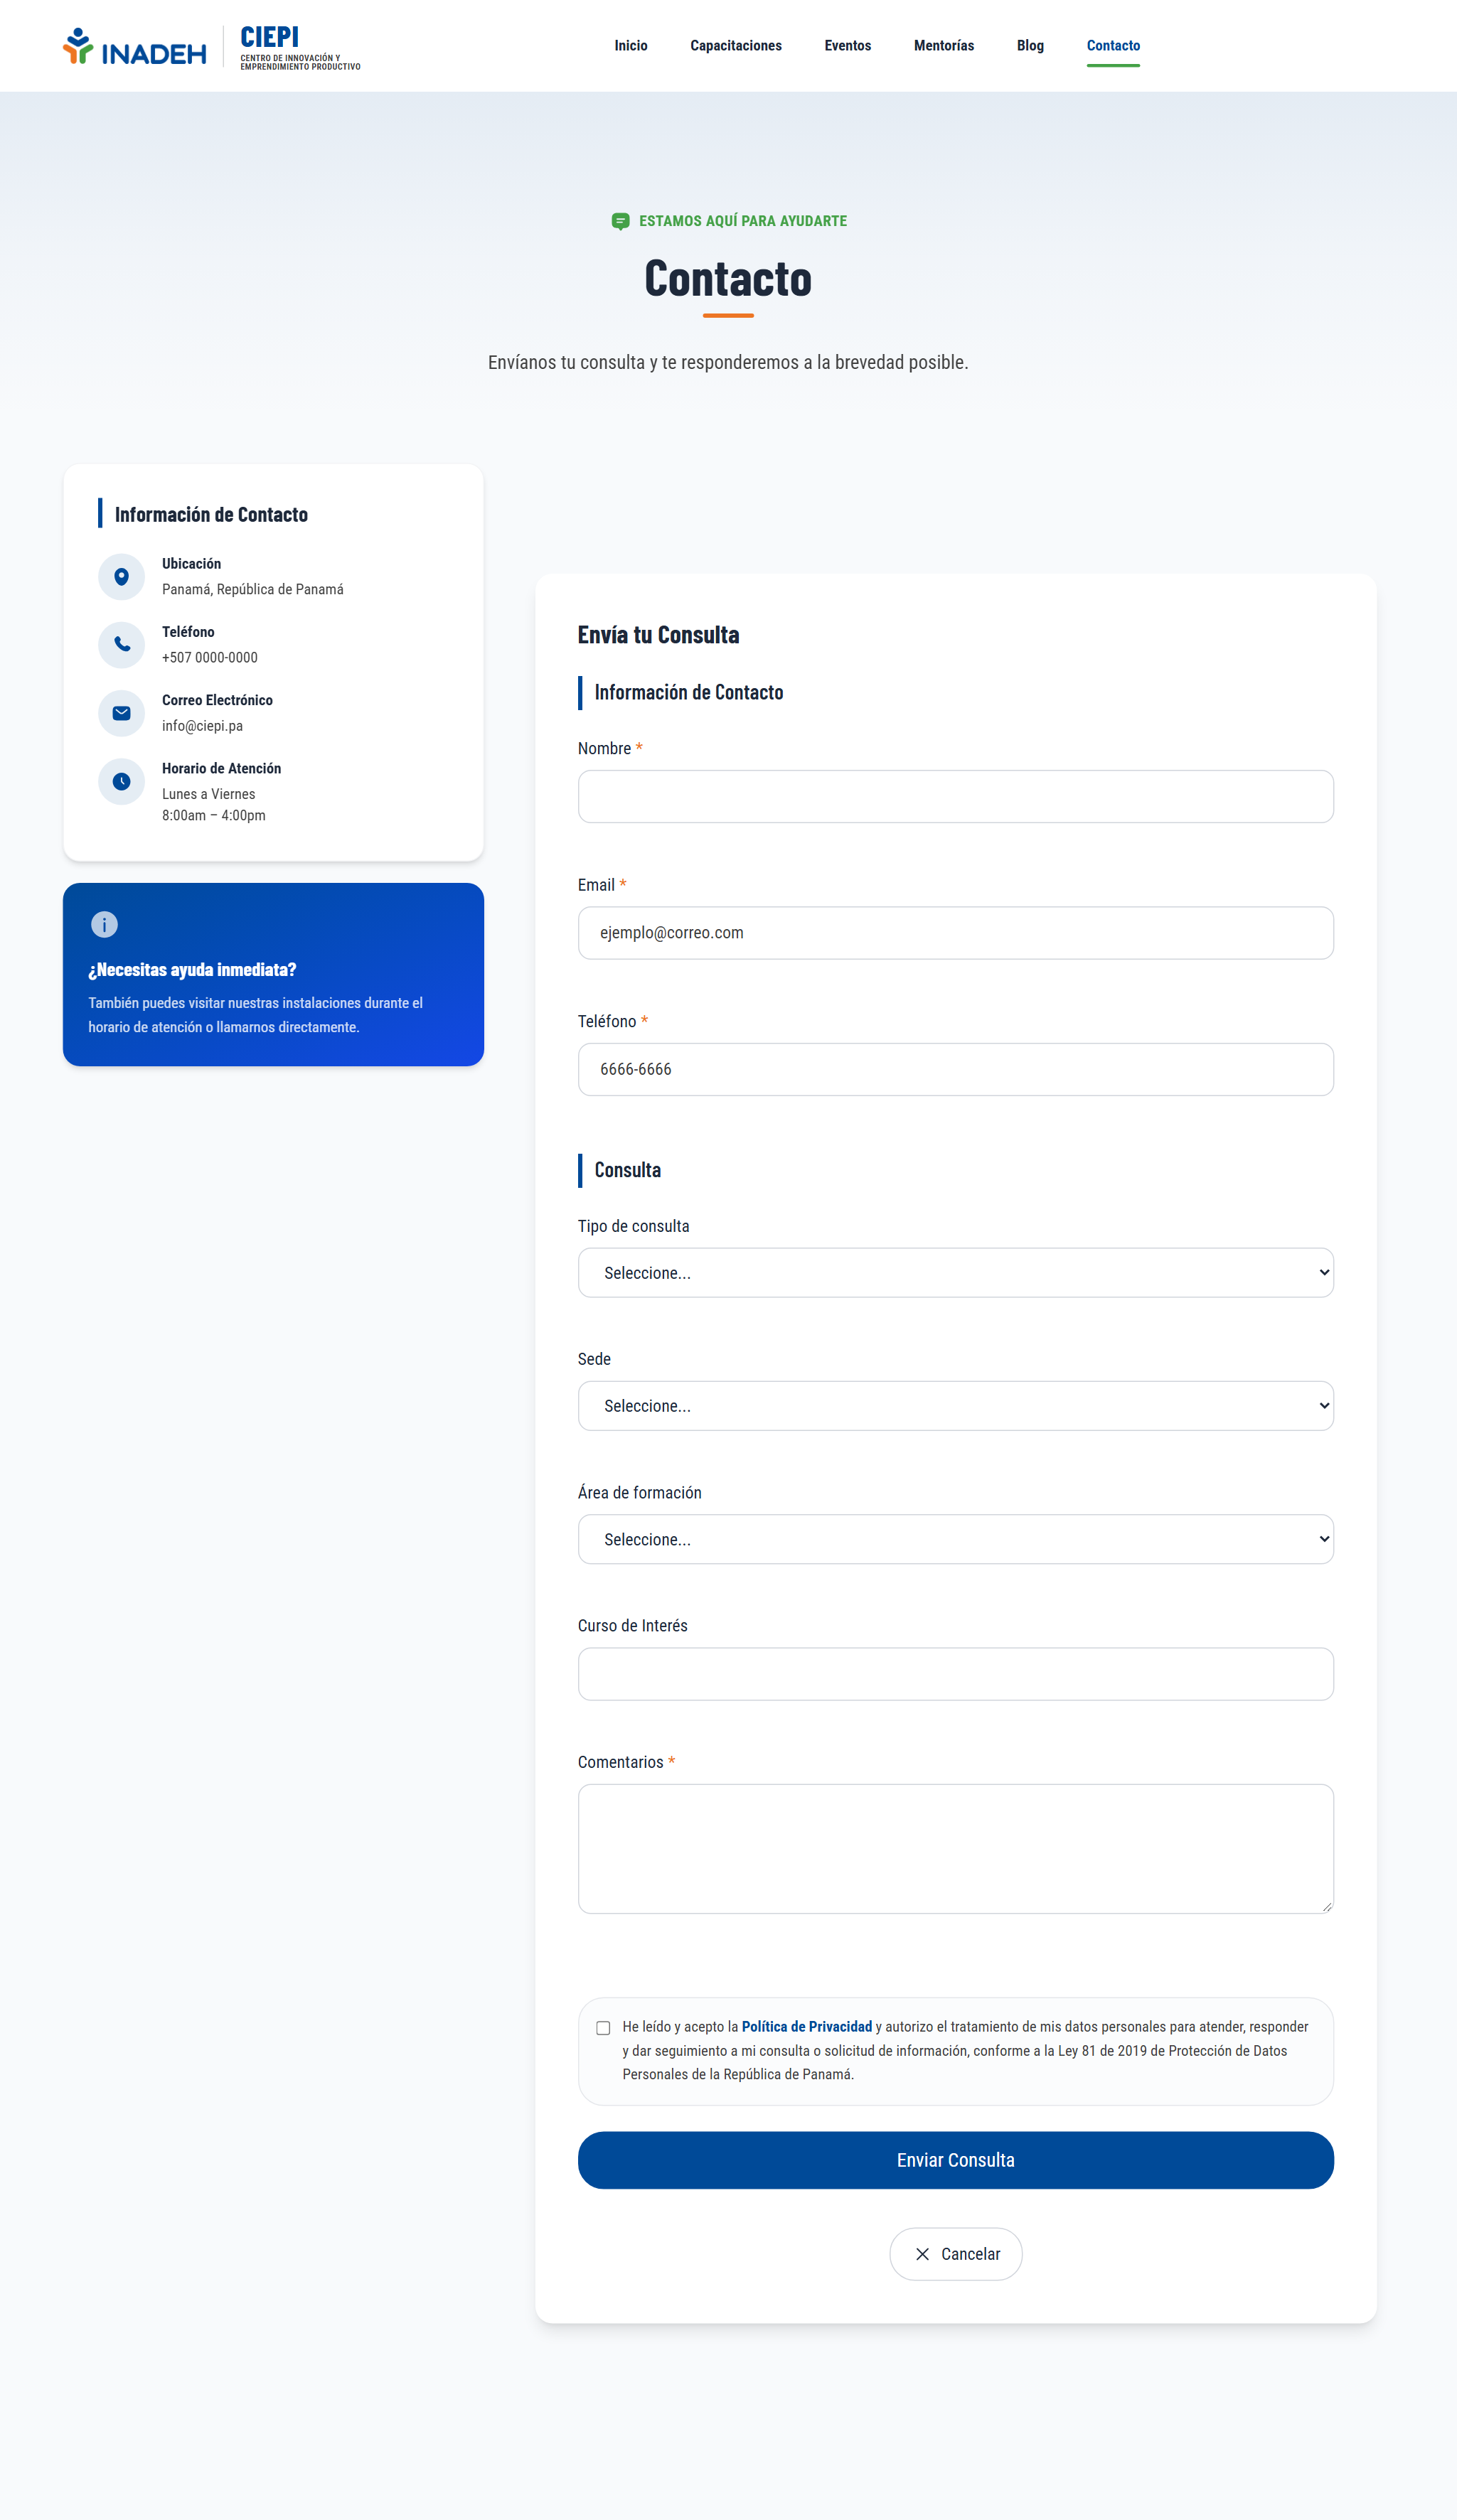 INADEH
CIEPI
CENTRO DE INNOVACIÓN Y
EMPRENDIMIENTO PRODUCTIVO
Inicio
Capacitaciones
Eventos
Mentorías
Blog
Contacto
ESTAMOS AQUÍ PARA AYUDARTE
Contacto
Envíanos tu consulta y te responderemos a la brevedad posible.
Información de Contacto
Ubicación
Panamá, República de Panamá
Teléfono
+507 0000-0000
Correo Electrónico
info@ciepi.pa
Horario de Atención
Lunes a Viernes
8:00am – 4:00pm
¿Necesitas ayuda inmediata?
También puedes visitar nuestras instalaciones durante el
horario de atención o llamarnos directamente.
Envía tu Consulta
Información de Contacto
Nombre *
Email *
ejemplo@correo.com
Teléfono *
6666-6666
Consulta
Tipo de consulta
Seleccione...
Sede
Seleccione...
Área de formación
Seleccione...
Curso de Interés
Comentarios *
He leído y acepto la Política de Privacidad y autorizo el tratamiento de mis datos personales para atender, responder
y dar seguimiento a mi consulta o solicitud de información, conforme a la Ley 81 de 2019 de Protección de Datos
Personales de la República de Panamá.
Enviar Consulta
Cancelar